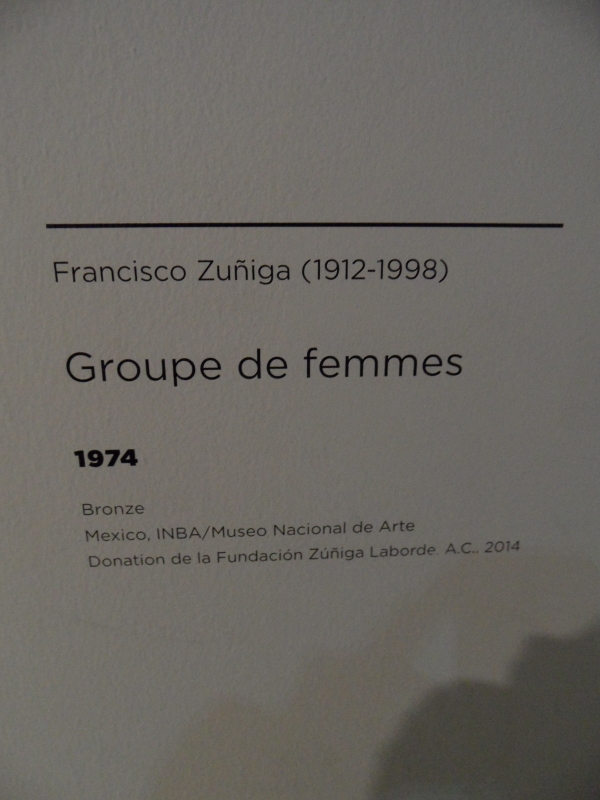 Francisco Zuñiga (1912-1998)
Groupe de femmes
1974
Bronze
Mexico, INBA/Museo Nacional de Arte
Donation de la Fundación Zúñiga Laborde. A.C., 2014